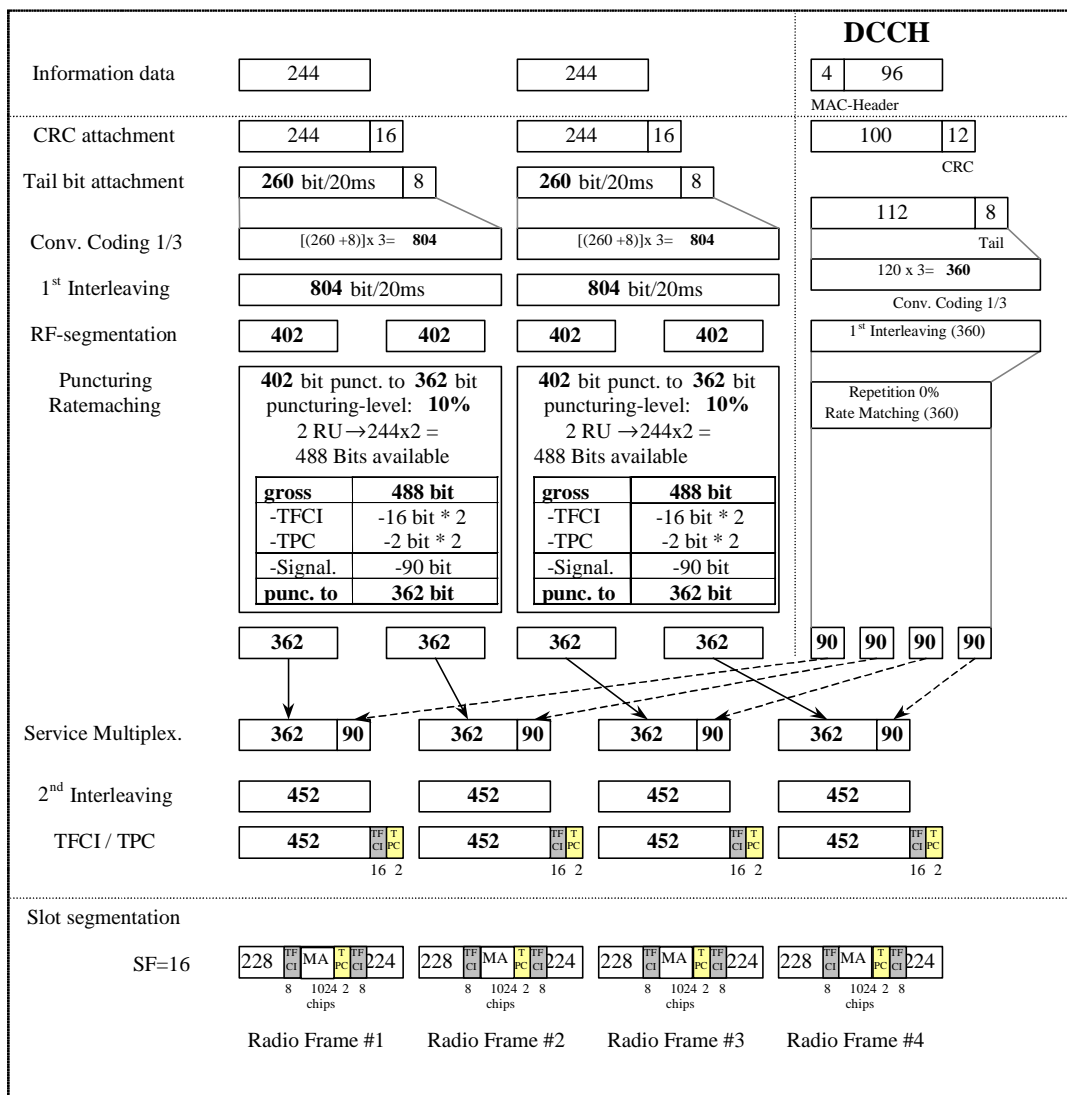 DCCH
Information data 244 244 4 96
MAC-Header
CRC attachment 244 16 244 16 100 12
CRC
Tail bit attachment 260 bit/20ms 8 260 bit/20ms 8
112 8
Tail
Conv. Coding 1/3 [(260 +8)]x 3= 804 [(260 +8)]x 3= 804
120 x 3= 360
Conv. Coding 1/3
1st Interleaving 804 bit/20ms 804 bit/20ms
RF-segmentation 402 402 402 402 1st Interleaving (360)
Puncturing
Ratemaching
402 bit punct. to 362 bit
puncturing-level: 10%
2 RU →244x2 =
488 Bits available
gross 488 bit
-TFCI -16 bit * 2
-TPC -2 bit * 2
-Signal. -90 bit
punc. to 362 bit
402 bit punct. to 362 bit
puncturing-level: 10%
2 RU →244x2 =
488 Bits available
gross 488 bit
-TFCI -16 bit * 2
-TPC -2 bit * 2
-Signal. -90 bit
punc. to 362 bit
Repetition 0%
Rate Matching (360)
362 362 362 362 90 90 90 90
Service Multiplex. 362 90 362 90 362 90 362 90
2nd Interleaving 452 452 452 452
TFCI / TPC 452 TF CI T PC 452 TF CI T PC 452 TF CI T PC 452 TF CI T PC
16 2 16 2 16 2 16 2
Slot segmentation
SF=16 228 TF CI MA T PC TF CI 224 228 TF CI MA T PC TF CI 224 228 TF CI MA T PC TF CI 224 228 TF CI MA T PC TF CI 224
8 1024 2 8 8 1024 2 8 8 1024 2 8 8 1024 2 8
chips chips chips chips
Radio Frame #1 Radio Frame #2 Radio Frame #3 Radio Frame #4